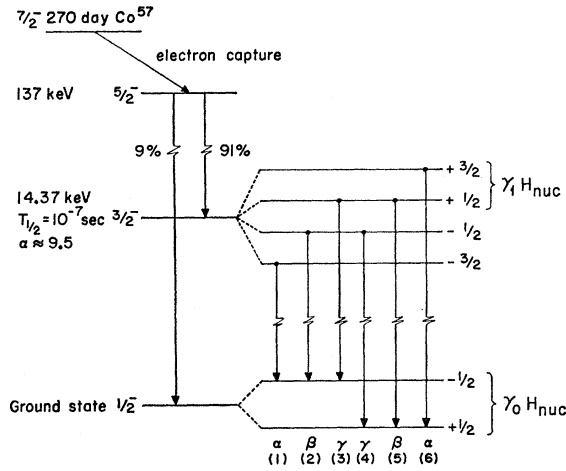 7/2⁻ 270 day Co⁵⁷
electron capture
137 keV 5/2⁻
9% 91%
+ 3/2
γ₁ Hnuc
+ 1/2
14.37 keV
T1/2 = 10⁻⁷ sec 3/2⁻
α ≈ 9.5
- 1/2
- 3/2
-1/2
γ₀ Hnuc
Ground state 1/2⁻
+1/2
α β γ γ β α
(1) (2) (3) (4) (5) (6)